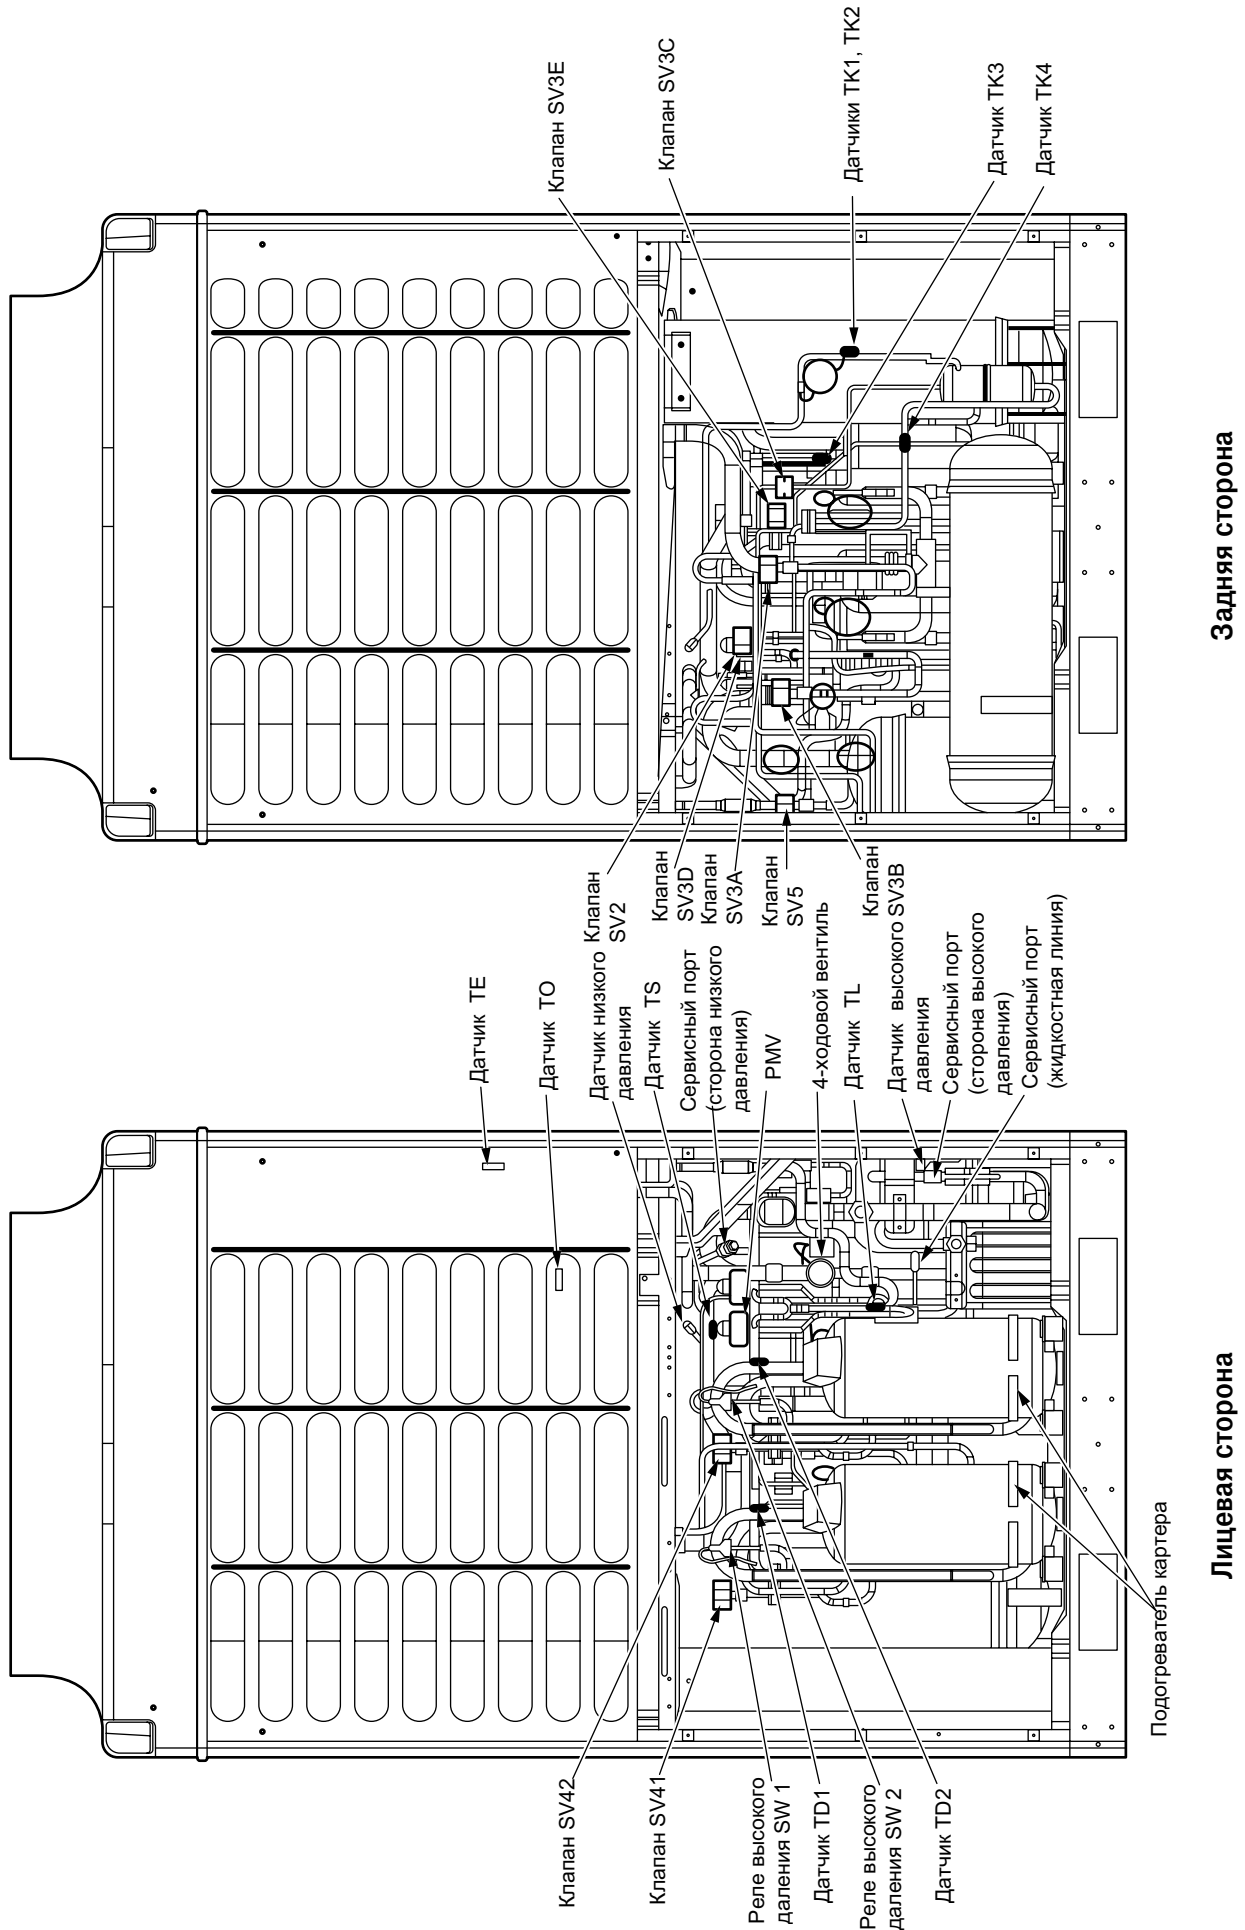 Клапан SV42
Клапан SV41
Реле высокого
даления SW 1
Датчик TD1
Реле высокого
даления SW 2
Датчик TD2
Подогреватель картера
Датчик TE
Датчик TO
Датчик низкого
давления
Датчик TS
Сервисный порт
(сторона низкого
давления)
PMV
4-ходовой вентиль
Датчик TL
Датчик высокого
давления
Сервисный порт
(сторона высокого
давления)
Сервисный порт
(жидкостная линия)
Лицевая сторона
Клапан
SV2
Клапан
SV3D
Клапан
SV3A
Клапан
SV5
Клапан
SV3B
Клапан SV3E
Клапан SV3C
Датчики TK1, TK2
Датчик TK3
Датчик TK4
Задняя сторона